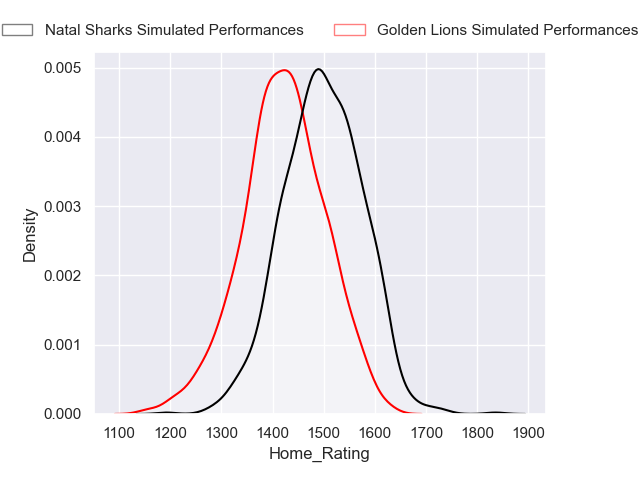 Natal Sharks Simulated Performances Golden Lions Simulated Performances
0.005
0.004
0.003
0.002
0.001
0.000
Density
1100 1200 1300 1400 1500 1600 1700 1800 1900
Home_Rating